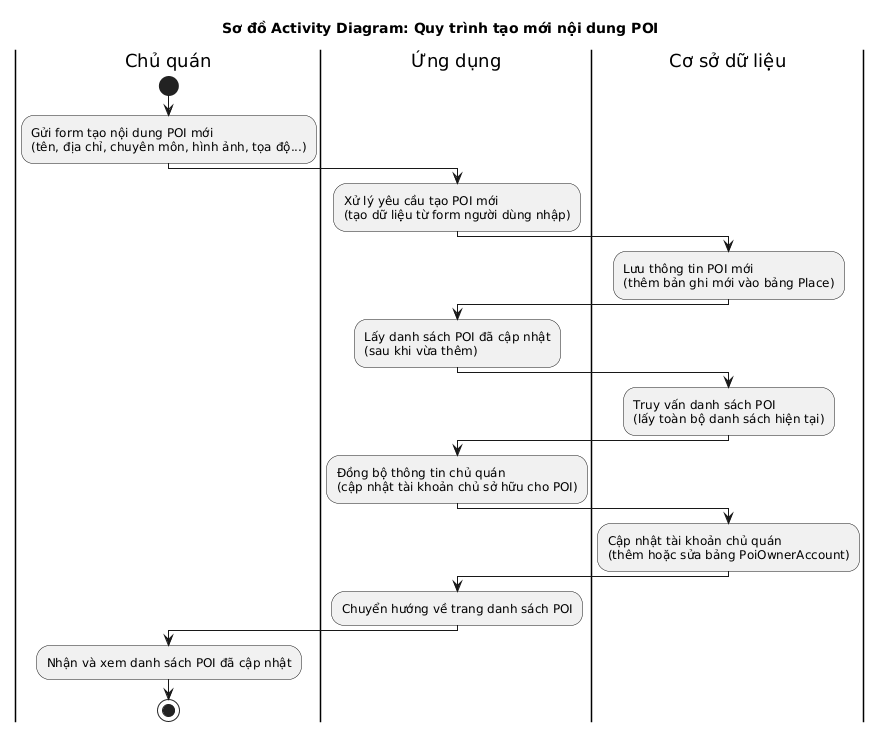 Sơ đồ Activity Diagram: Quy trình tạo mới nội dung POI
Chủ quán
Ứng dụng
Cơ sở dữ liệu
Gửi form tạo nội dung POI mới
(tên, địa chỉ, chuyên môn, hình ảnh, tọa độ...)
Xử lý yêu cầu tạo POI mới
(tạo dữ liệu từ form người dùng nhập)
Lưu thông tin POI mới
(thêm bản ghi mới vào bảng Place)
Lấy danh sách POI đã cập nhật
(sau khi vừa thêm)
Truy vấn danh sách POI
(lấy toàn bộ danh sách hiện tại)
Đồng bộ thông tin chủ quán
(cập nhật tài khoản chủ sở hữu cho POI)
Cập nhật tài khoản chủ quán
(thêm hoặc sửa bảng PoiOwnerAccount)
Chuyển hướng về trang danh sách POI
Nhận và xem danh sách POI đã cập nhật